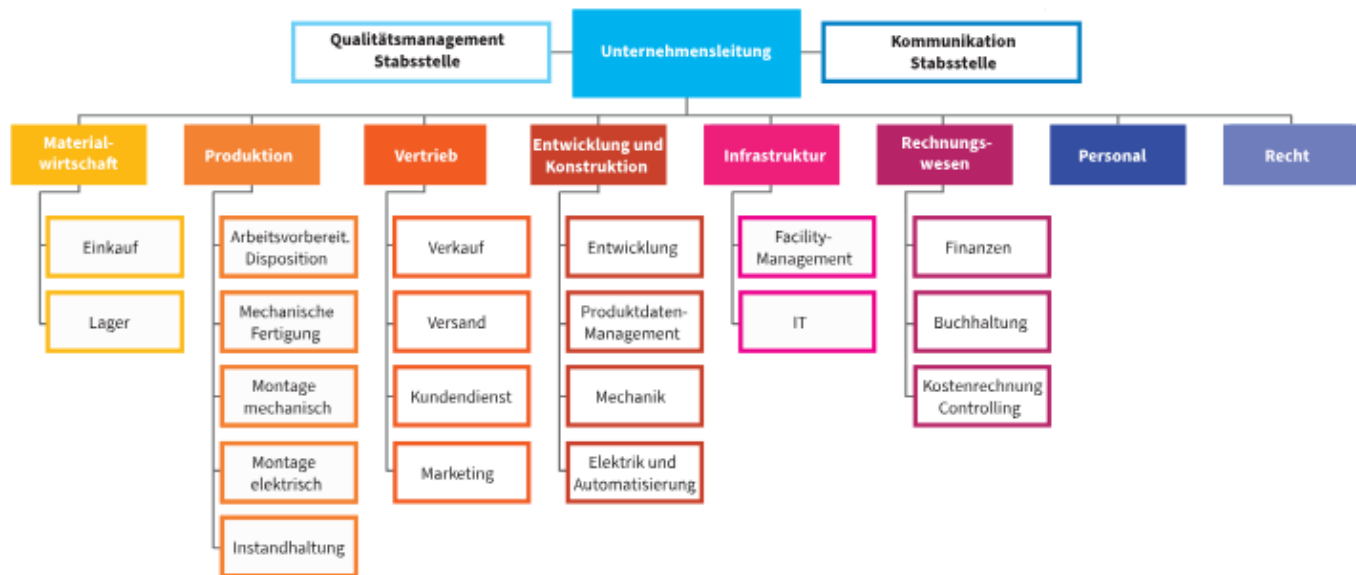 Qualitätsmanagement
Stabsstelle
Unternehmensleitung
Kommunikation
Stabsstelle
Material-
wirtschaft
Produktion
Vertrieb
Entwicklung und
Konstruktion
Infrastruktur
Rechnungs-
wesen
Personal
Recht
Einkauf
Lager
Arbeitsvorbereit.
Disposition
Mechanische
Fertigung
Montage
mechanisch
Montage
elektrisch
Instandhaltung
Verkauf
Versand
Kundendienst
Marketing
Entwicklung
Produktdaten-
Management
Mechanik
Elektrik und
Automatisierung
Facility-
Management
IT
Finanzen
Buchhaltung
Kostenrechnung
Controlling